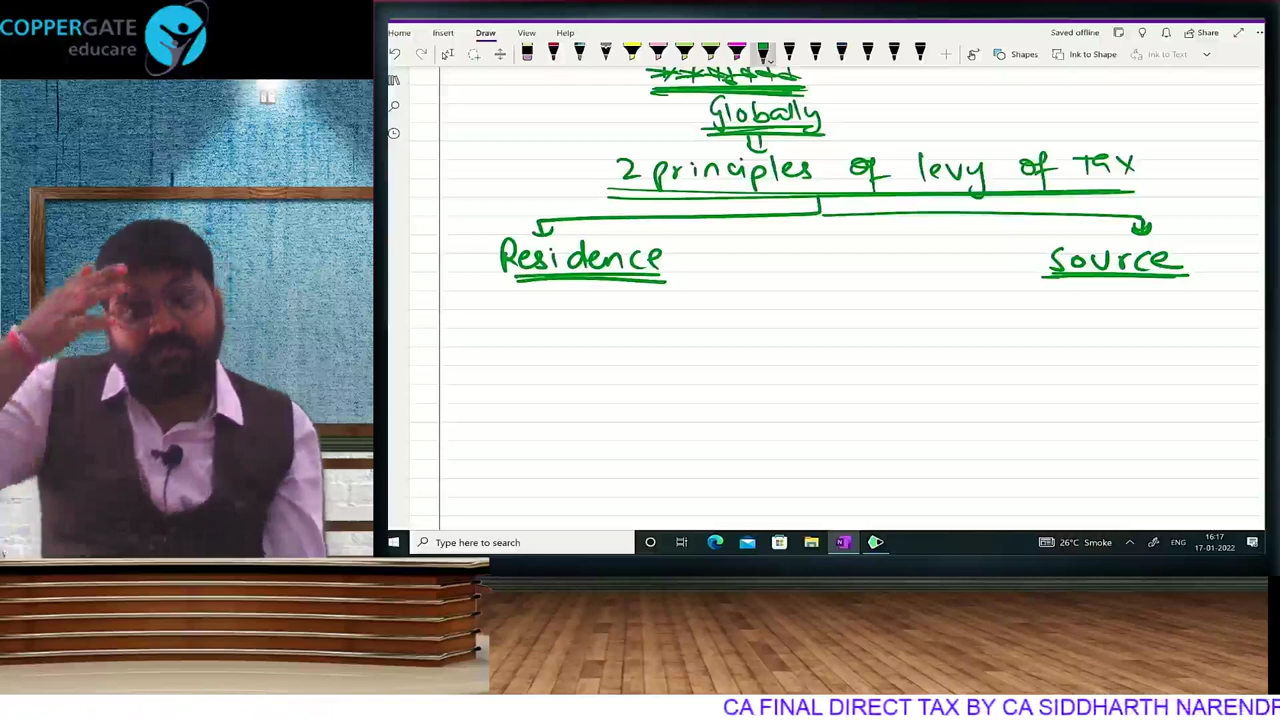 COPPERGATE
educare
Home Insert Draw View Help
Saved offline
Share
Shapes
Ink to Shape
Ink to Text
Globally
2 principles of levy of Tax
Residence
Source
Type here to search
26°C Smoke
ENG
16:17
17-01-2022
CA FINAL DIRECT TAX BY CA SIDDHARTH NARENDR